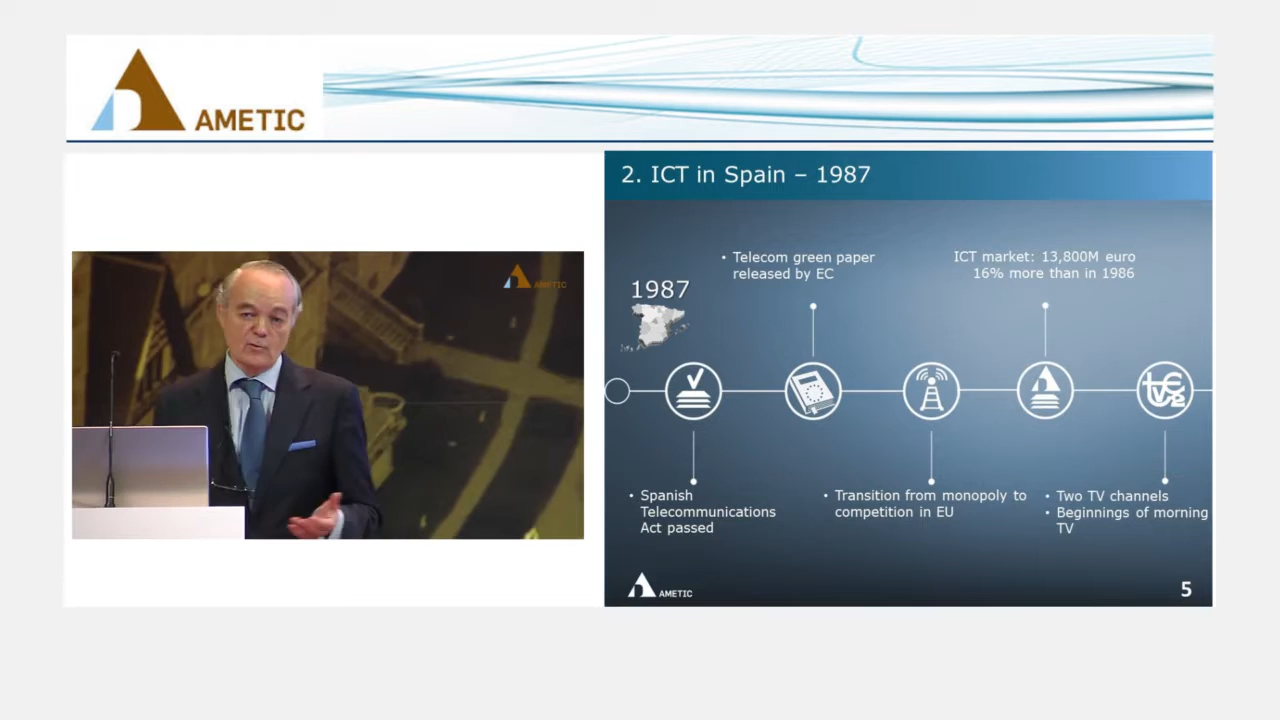 AMETIC
AMETIC
2. ICT in Spain – 1987
• Telecom green paper
released by EC
ICT market: 13,800M euro
16% more than in 1986
1987
• Spanish
Telecommunications
Act passed
• Transition from monopoly to
competition in EU
• Two TV channels
• Beginnings of morning
TV
AMETIC
5